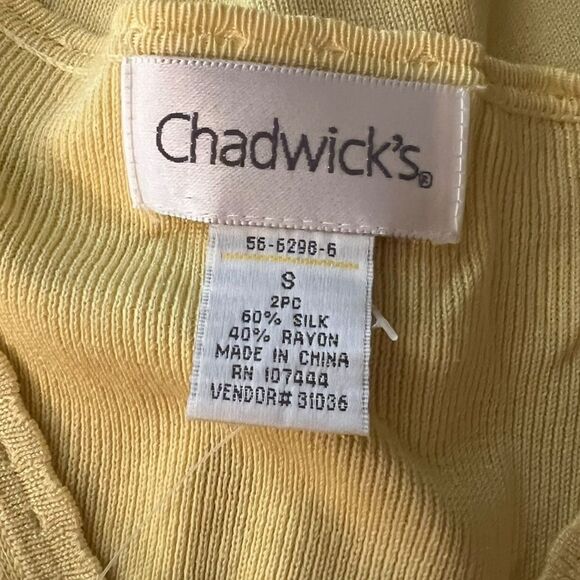 Chadwick's®
56-6298-6
S
2PC
60% SILK
40% RAYON
MADE IN CHINA
RN 107444
VENDOR# 31036